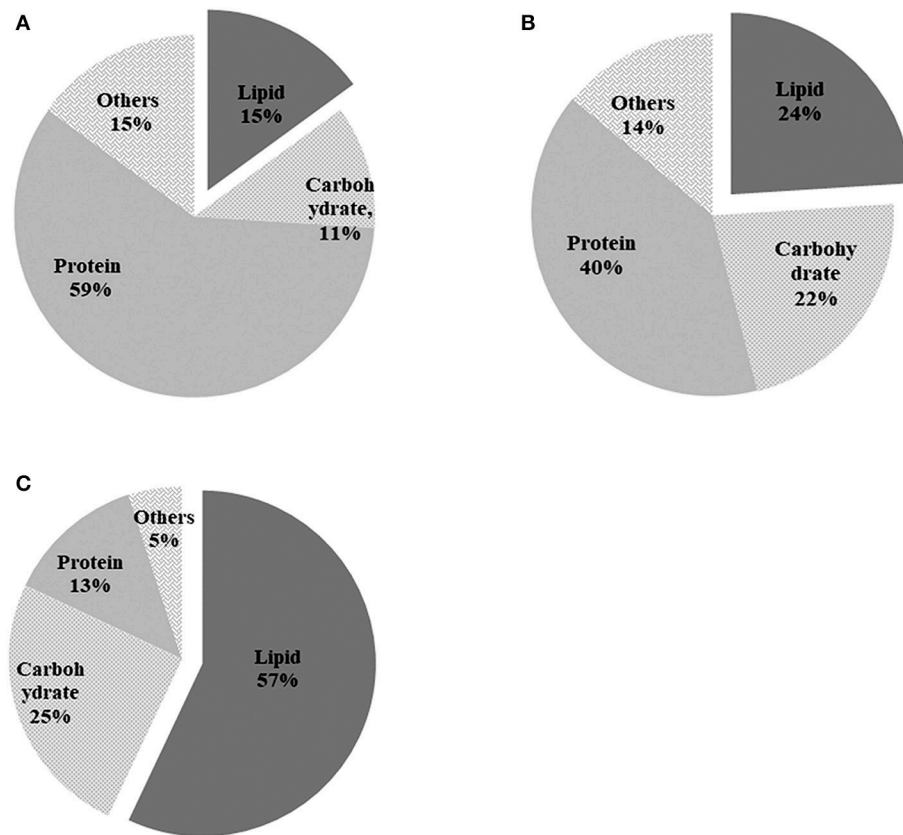 A
Others
15%
Lipid
15%
Carboh
ydrate,
11%
Protein
59%
B
Others
14%
Lipid
24%
Protein
40%
Carbohy
drate
22%
C
Others
5%
Protein
13%
Carboh
ydrate
25%
Lipid
57%